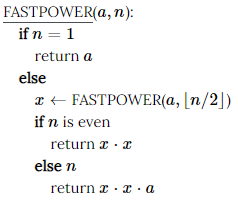 FASTPOWER(a, n):
if n = 1
return a
else
x ← FASTPOWER(a, ⌊n/2⌋)
if n is even
return x · x
else n
return x · x · a